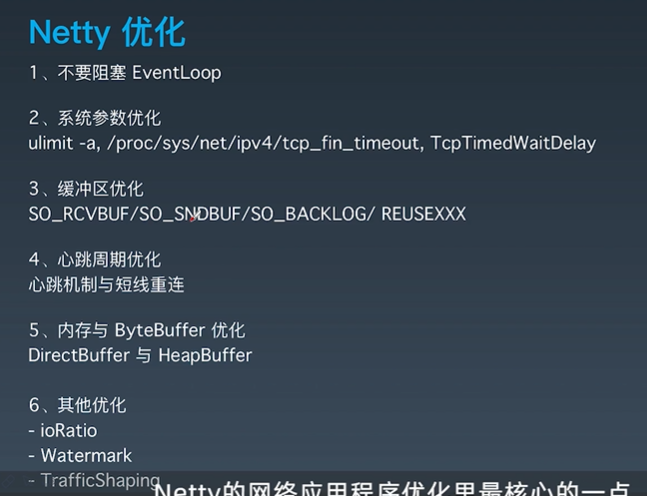 Netty 优化
1、不要阻塞 EventLoop
2、系统参数优化
ulimit -a, /proc/sys/net/ipv4/tcp_fin_timeout, TcpTimedWaitDelay
3、缓冲区优化
SO_RCVBUF/SO_SNDBUF/SO_BACKLOG/ REUSEXXX
4、心跳周期优化
心跳机制与短线重连
5、内存与 ByteBuffer 优化
DirectBuffer 与 HeapBuffer
6、其他优化
- ioRatio
- Watermark
- TrafficShaping
Netty的网络应用程序优化里最核心的一点